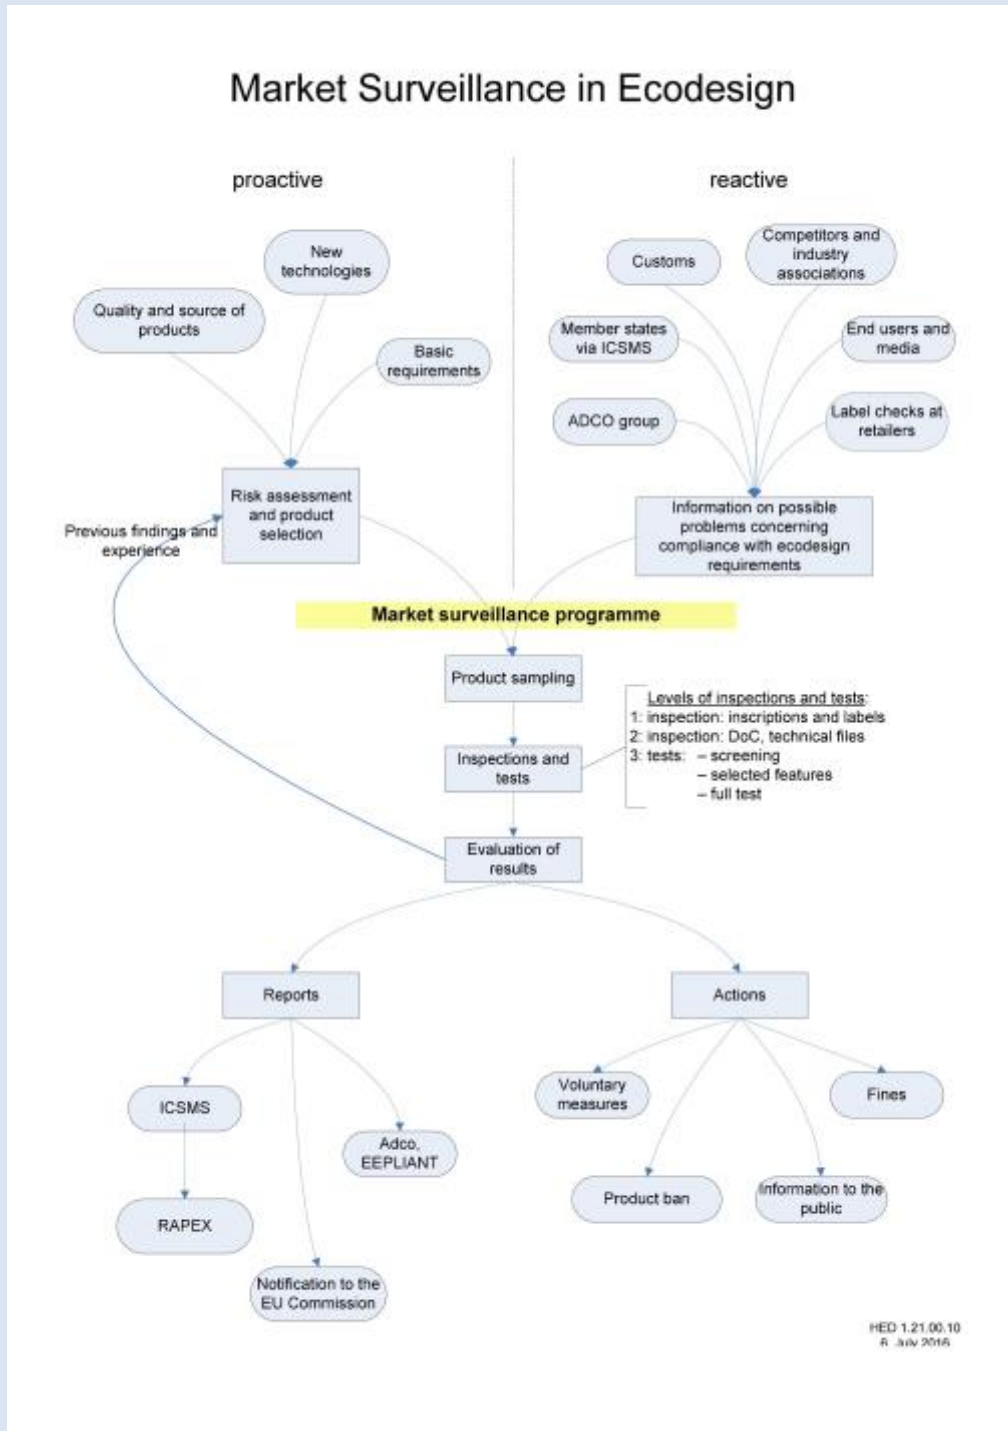 Market Surveillance in Ecodesign
proactive
reactive
New
technologies
Quality and source of
products
Basic
requirements
Customs
Competitors and
industry
associations
Member states
via ICSMS
End users and
media
ADCO group
Label checks at
retailers
Risk assessment
and product
selection
Previous findings and
experience
Information on possible
problems concerning
compliance with ecodesign
requirements
Market surveillance programme
Product sampling
Levels of inspections and tests:
1: inspection: inscriptions and labels
2: inspection: DoC, technical files
3: tests: – screening
– selected features
– full test
Inspections and
tests
Evaluation of
results
Reports
Actions
ICSMS
Adco,
EEPLIANT
RAPEX
Notification to the
EU Commission
Voluntary
measures
Fines
Product ban
Information to the
public
HED 1.21.00.10
6. July 2016